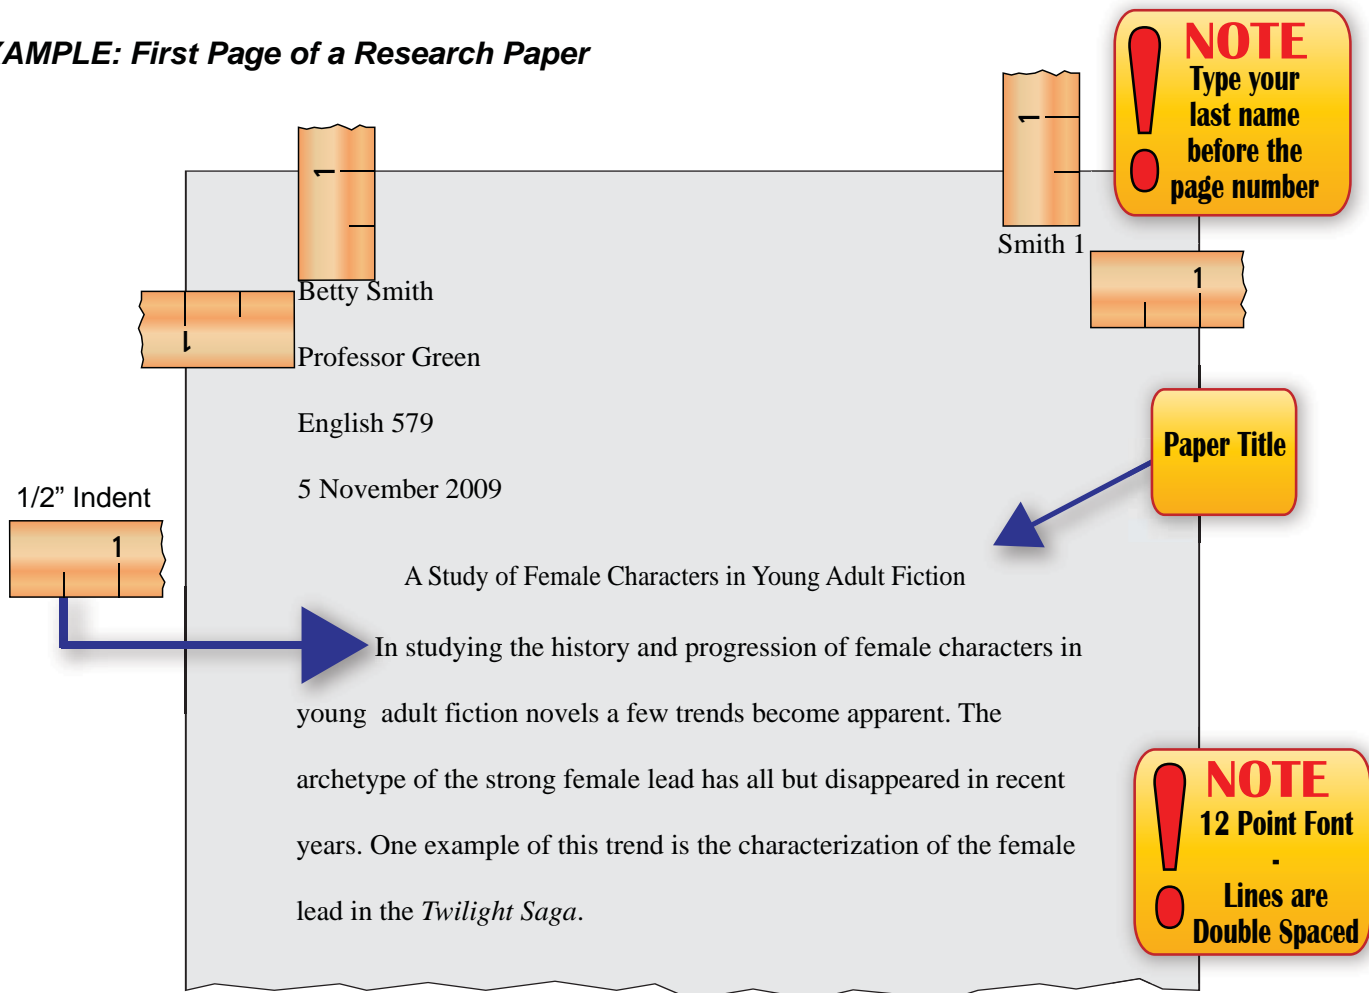 XAMPLE: First Page of a Research Paper
NOTE
Type your
last name
before the
page number
1
1
Smith 1
1
Betty Smith
1
Professor Green
English 579
Paper Title
5 November 2009
1/2” Indent
1
A Study of Female Characters in Young Adult Fiction
In studying the history and progression of female characters in
young adult fiction novels a few trends become apparent. The
archetype of the strong female lead has all but disappeared in recent
years. One example of this trend is the characterization of the female
lead in the Twilight Saga.
NOTE
12 Point Font
-
Lines are
Double Spaced